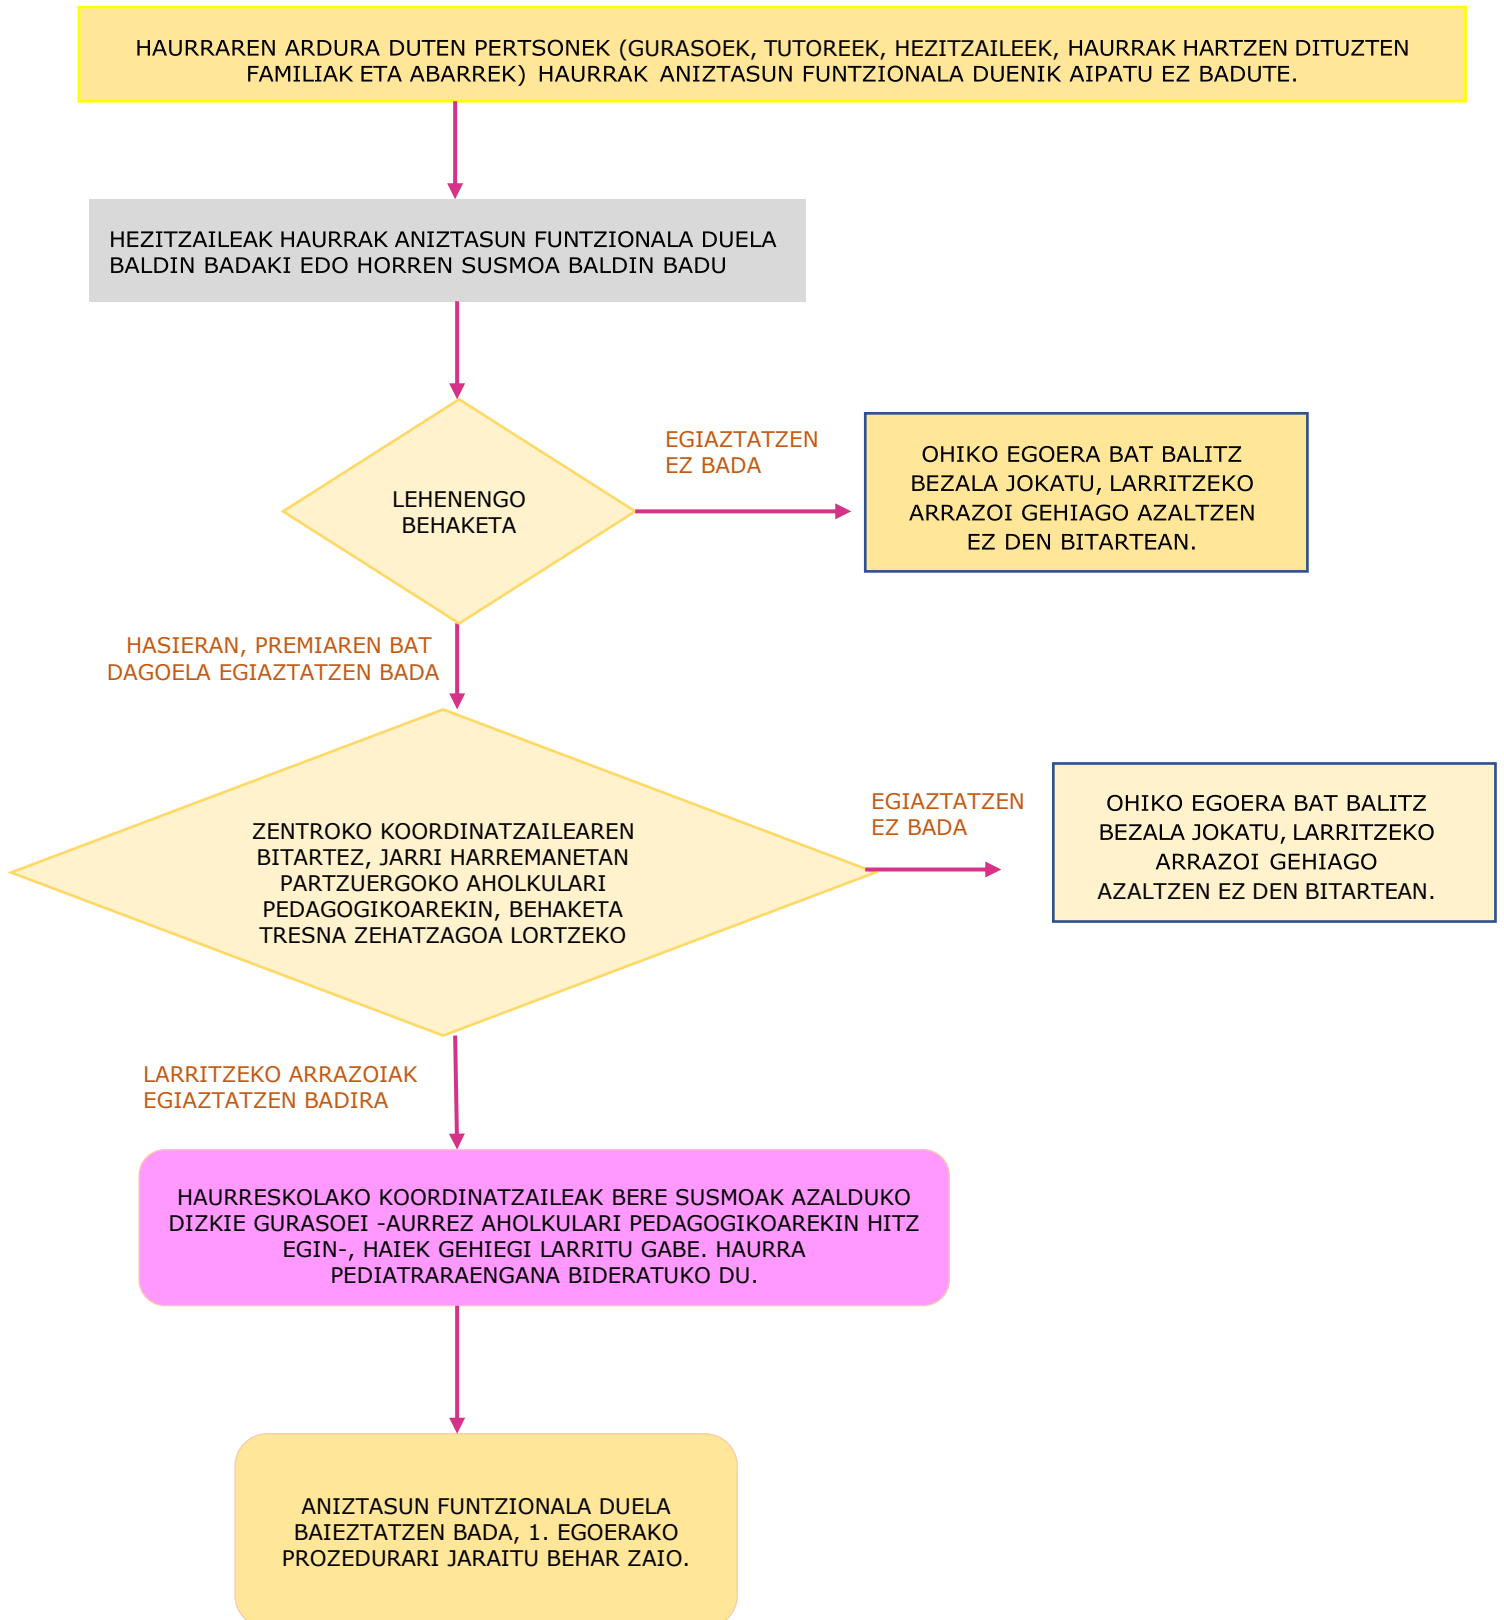 HAURRAREN ARDURA DUTEN PERTSONEK (GURASOEK, TUTOREEK, HEZITZAILEEK, HAURRAK HARTZEN DITUZTEN
FAMILIAK ETA ABARREK) HAURRAK ANIZTASUN FUNTZIONALA DUENIK AIPATU EZ BADUTE.
HEZITZAILEAK HAURRAK ANIZTASUN FUNTZIONALA DUELA
BALDIN BADAKI EDO HORREN SUSMOA BALDIN BADU
LEHENENGO
BEHAKETA
EGIAZTATZEN
EZ BADA
OHIKO EGOERA BAT BALITZ
BEZALA JOKATU, LARRITZEKO
ARRAZOI GEHIAGO AZALTZEN
EZ DEN BITARTEAN.
HASIERAN, PREMIAREN BAT
DAGOELA EGIAZTATZEN BADA
ZENTROKO KOORDINATZAILEAREN
BITARTEZ, JARRI HARREMANETAN
PARTZUERGOKO AHOLKULARI
PEDAGOGIKOAREKIN, BEHAKETA
TRESNA ZEHATZAGOA LORTZEKO
EGIAZTATZEN
EZ BADA
OHIKO EGOERA BAT BALITZ
BEZALA JOKATU, LARRITZEKO
ARRAZOI GEHIAGO
AZALTZEN EZ DEN BITARTEAN.
LARRITZEKO ARRAZOIAK
EGIAZTATZEN BADIRA
HAURRESKOLAKO KOORDINATZAILEAK BERE SUSMOAK AZALDUKO
DIZKIE GURASOEI -AURREZ AHOLKULARI PEDAGOGIKOAREKIN HITZ
EGIN-, HAIEK GEHIEGI LARRITU GABE. HAURRA
PEDIATRARAENGANA BIDERATUKO DU.
ANIZTASUN FUNTZIONALA DUELA
BAIEZTATZEN BADA, 1. EGOERAKO
PROZEDURARI JARAITU BEHAR ZAIO.